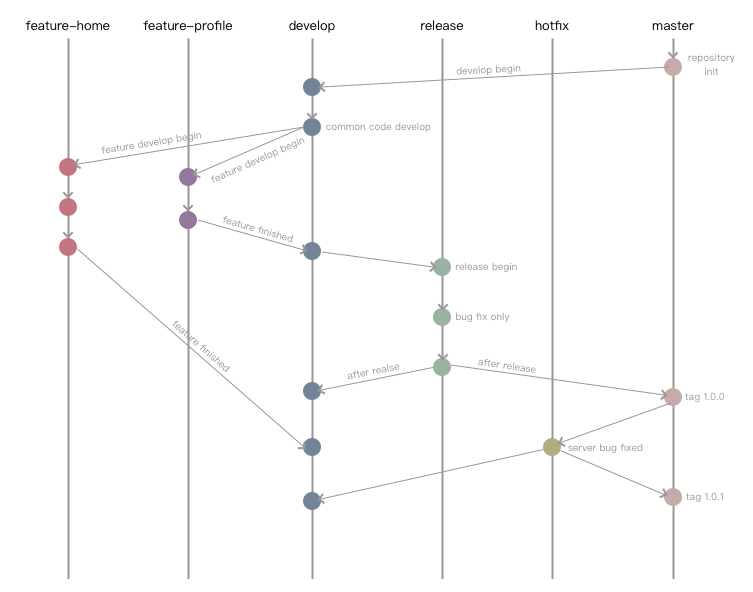 feature-home
feature-profile
develop
release
hotfix
master
repository
init
develop begin
common code develop
feature develop begin
feature develop begin
feature finished
release begin
bug fix only
feature finished
after realse
after release
tag 1.0.0
server bug fixed
tag 1.0.1